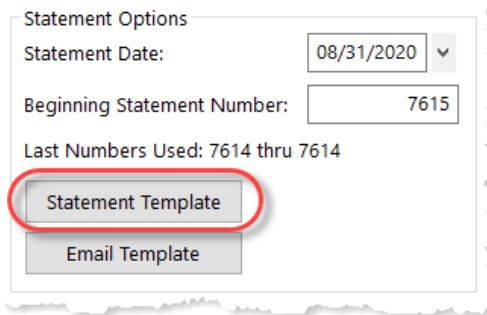 Statement Options
Statement Date: 08/31/2020
Beginning Statement Number: 7615
Last Numbers Used: 7614 thru 7614
Statement Template
Email Template